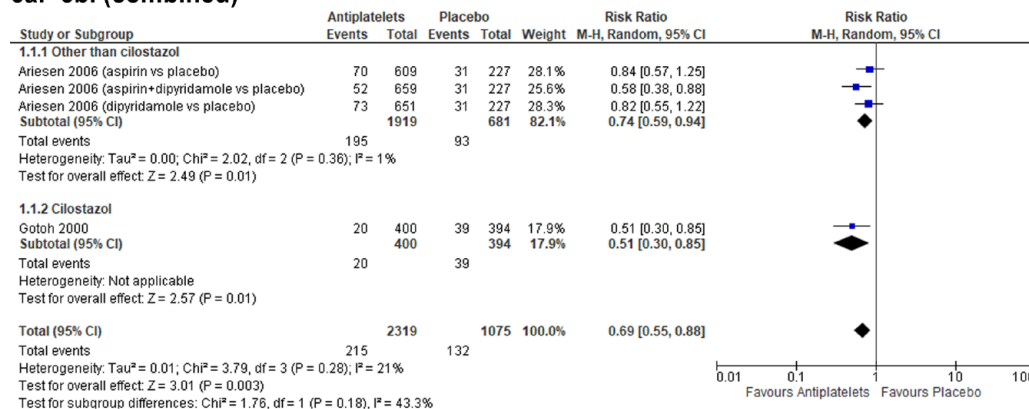 Antiplatelets Placebo Risk Ratio Risk Ratio
Study or Subgroup Events Total Events Total Weight M-H, Random, 95% CI M-H, Random, 95% CI
1.1.1 Other than cilostazol
Ariesen 2006 (aspirin vs placebo) 70 609 31 227 28.1% 0.84 [0.57, 1.25]
Ariesen 2006 (aspirin+dipyridamole vs placebo) 52 659 31 227 25.6% 0.58 [0.38, 0.88]
Ariesen 2006 (dipyridamole vs placebo) 73 651 31 227 28.3% 0.82 [0.55, 1.22]
Subtotal (95% CI) 1919 681 82.1% 0.74 [0.59, 0.94]
Total events 195 93
Heterogeneity: Tau² = 0.00; Chi² = 2.02, df = 2 (P = 0.36); I² = 1%
Test for overall effect: Z = 2.49 (P = 0.01)
1.1.2 Cilostazol
Gotoh 2000 20 400 39 394 17.9% 0.51 [0.30, 0.85]
Subtotal (95% CI) 400 394 17.9% 0.51 [0.30, 0.85]
Total events 20 39
Heterogeneity: Not applicable
Test for overall effect: Z = 2.57 (P = 0.01)
Total (95% CI) 2319 1075 100.0% 0.69 [0.55, 0.88]
Total events 215 132
Heterogeneity: Tau² = 0.01; Chi² = 3.79, df = 3 (P = 0.28); I² = 21%
Test for overall effect: Z = 3.01 (P = 0.003)
Test for subgroup differences: Chi² = 1.76, df = 1 (P = 0.18), I² = 43.3%
0.01 0.1 1 10 100
Favours Antiplatelets Favours Placebo